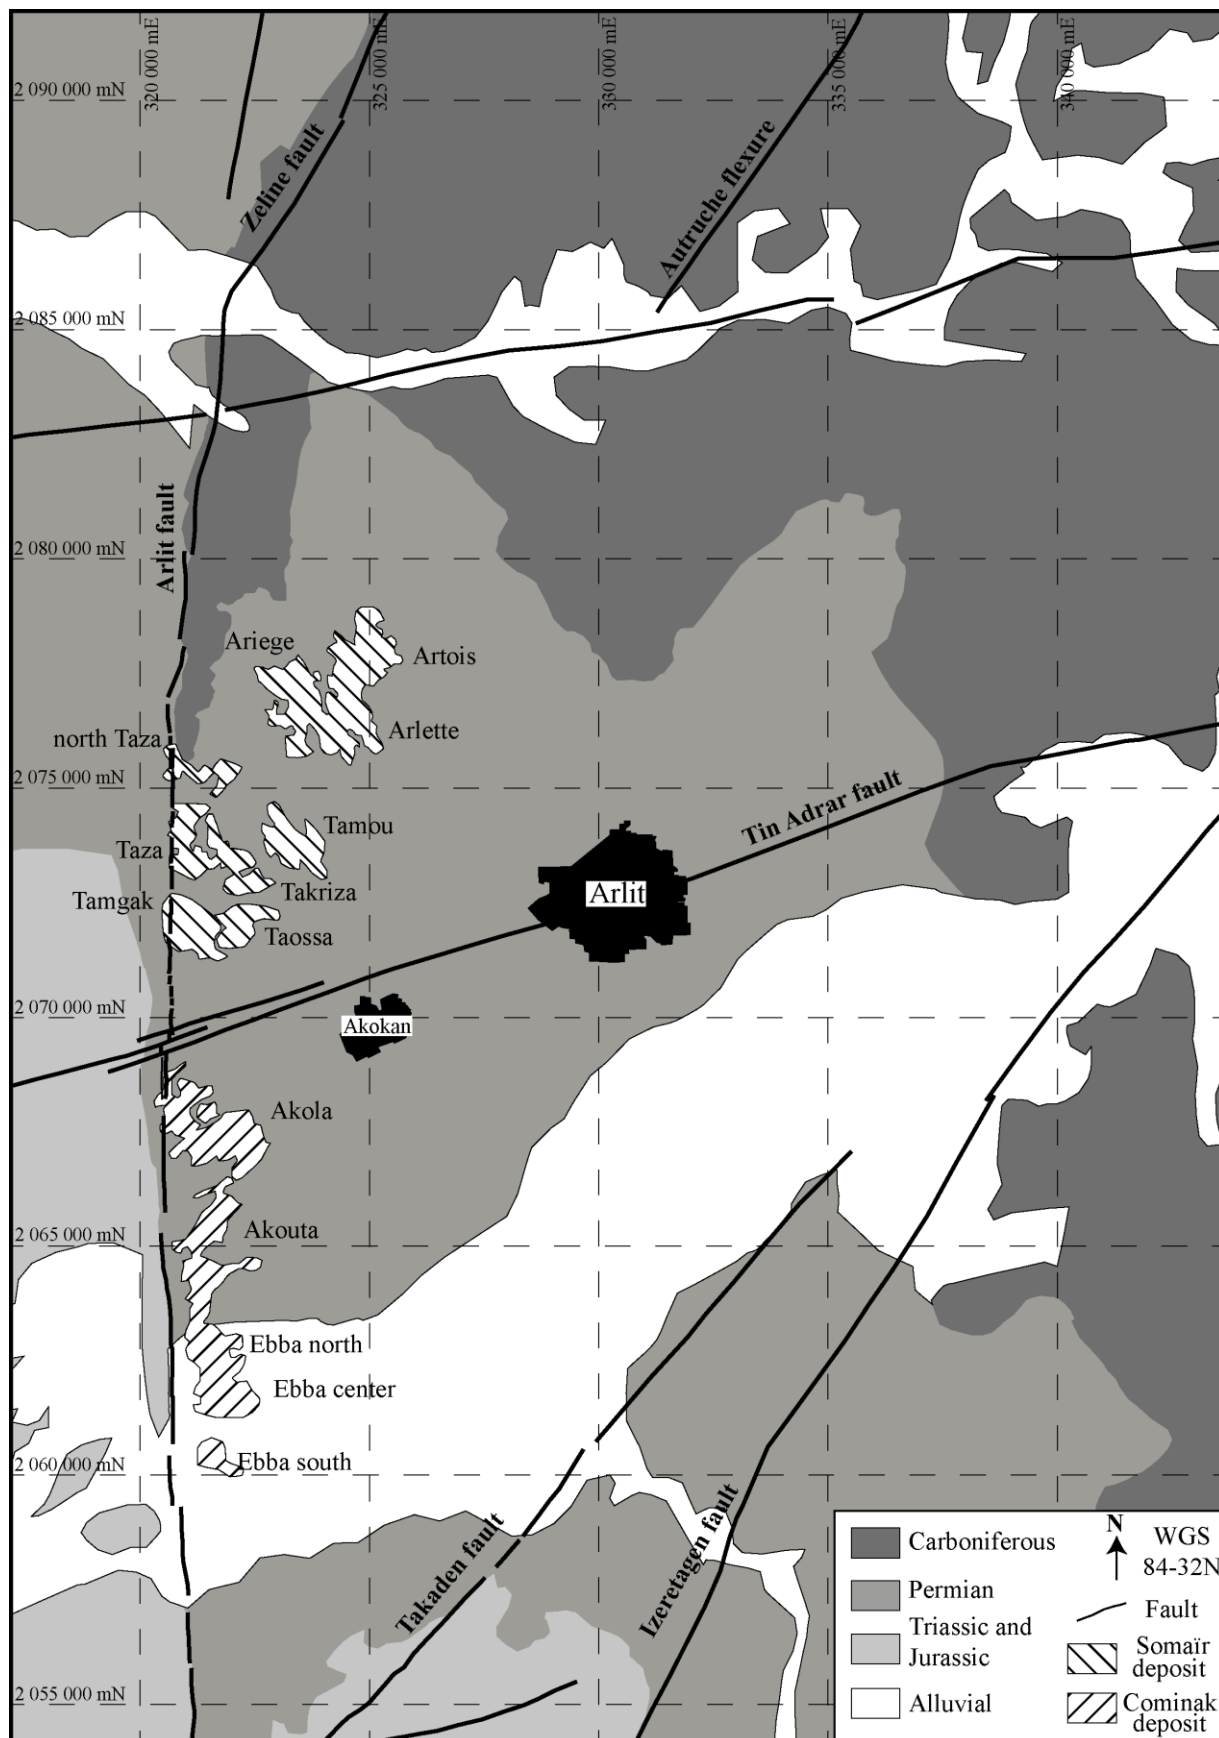 320 000 mE
325 000 mE
330 000 mE
335 000 mE
340 000 mE
2 090 000 mN
Zeline fault
Autruche flexure
2 085 000 mN
Arlit fault
2 080 000 mN
Ariege
Artois
north Taza
Arlette
2 075 000 mN
Tin Adrar fault
Tamou
Taza
Takriza
Arlit
Tamgak
Taossa
2 070 000 mN
Akokan
Akola
2 065 000 mN
Akouta
Ebba north
Ebba center
2 060 000 mN
Ebba south
Takaden fault
Izeretagen fault
2 055 000 mN
Carboniferous
Permian
Triassic and
Jurassic
Alluvial
N
WGS
84-32N
Fault
Somaïr
deposit
Cominak
deposit